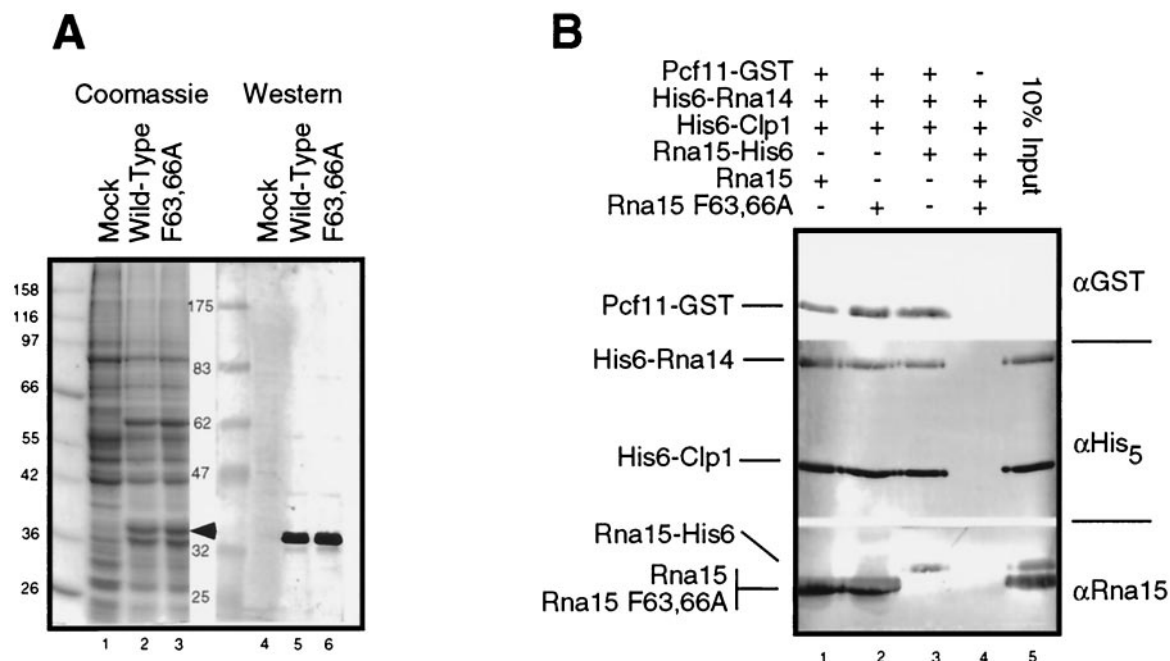 A
Coomassie Western
Mock
Wild-Type
F63,66A
Mock
Wild-Type
F63,66A
158
116
97
66
55
42
36
26
175
83
62
47
32
25
1 2 3 4 5 6
B
Pcf11-GST + + + -
His6-Rna14 + + + +
His6-Clp1 + + + +
Rna15-His6 - - + +
Rna15 + - - +
Rna15 F63,66A - + - +
10% Input
Pcf11-GST
His6-Rna14
His6-Clp1
Rna15-His6
Rna15
Rna15 F63,66A
αGST
αHis5
αRna15
1 2 3 4 5